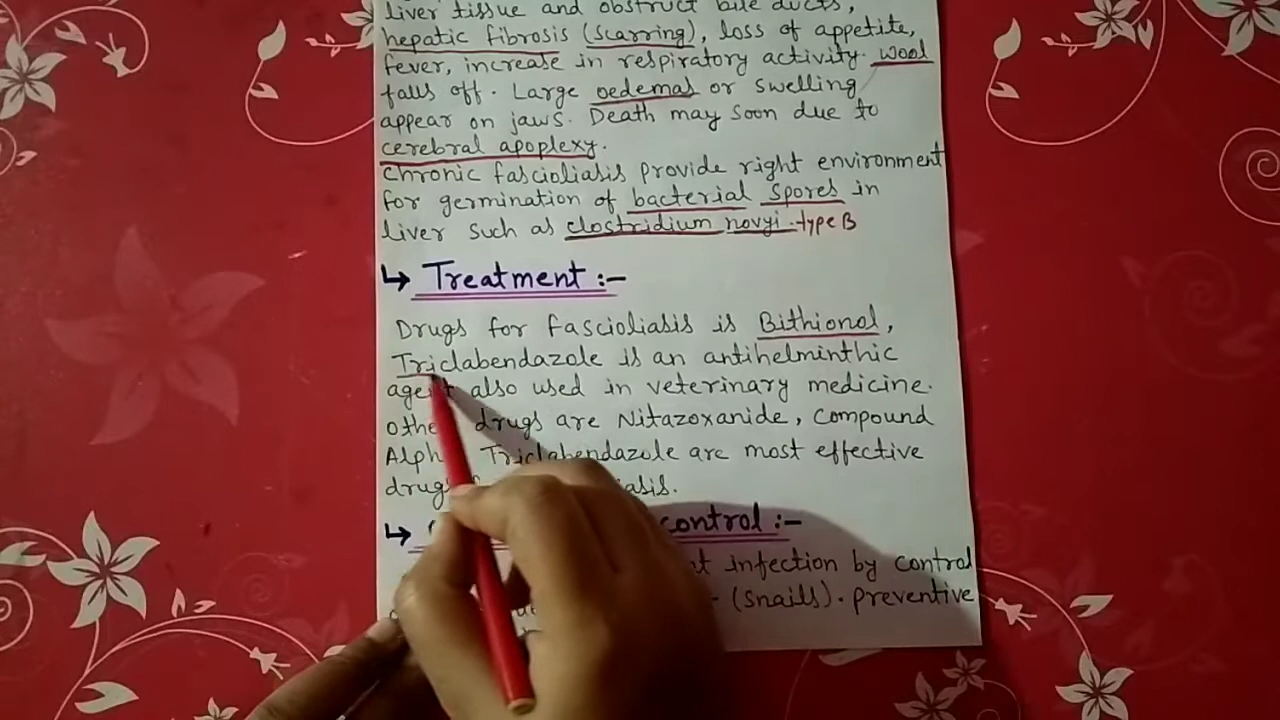 liver tissue and obstruct bile ducts,
hepatic fibrosis (scarring), loss of appetite,
fever, increase in respiratory activity. wool
falls off. Large oedemas or swelling
appear on jaws. Death may soon due to
cerebral apoplexy.
Chronic fascioliasis provide right environment
for germination of bacterial spores in
liver such as clostridium novyi. type B
↳ Treatment :-
Drugs for fascioliasis is Bithionol,
Triclabendazole is an antihelminthic
agent also used in veterinary medicine.
drugs are Nitazoxanide, Compound
Triclabendazole are most effective
drugs
↳ control :-
infection by control
(snails). preventive